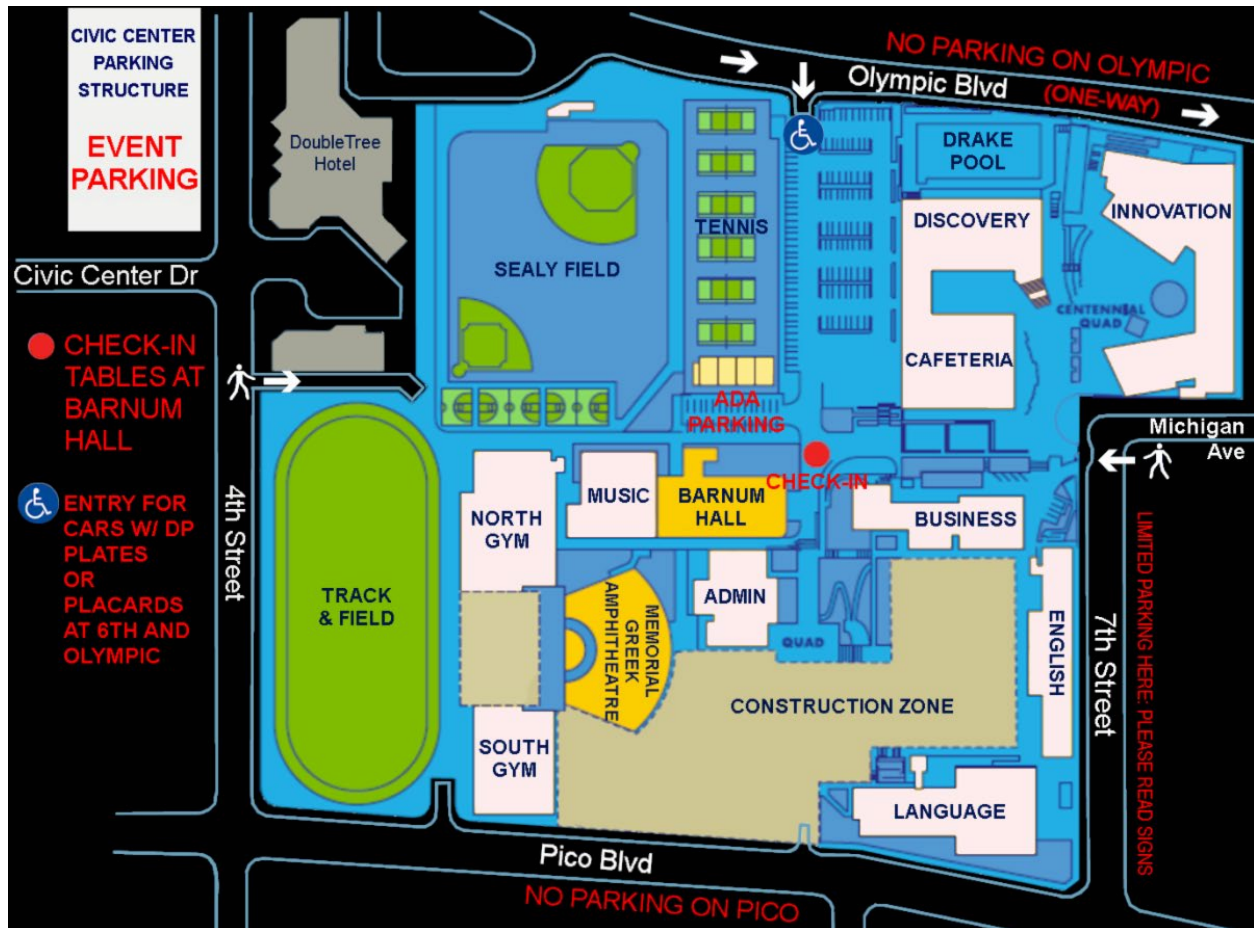 CIVIC CENTER
PARKING
STRUCTURE
EVENT
PARKING
DoubleTree
Hotel
NO PARKING ON OLYMPIC
Olympic Blvd
(ONE-WAY)
DRAKE
POOL
DISCOVERY
INNOVATION
TENNIS
SEALY FIELD
Civic Center Dr
CENTENNIAL
QUAD
CAFETERIA
CHECK-IN
TABLES AT
BARNUM
HALL
ADA
PARKING
Michigan
Ave
CHECK-IN
MUSIC
BARNUM
HALL
BUSINESS
NORTH
GYM
ENTRY FOR
CARS W/ DP
PLATES
OR
PLACARDS
AT 6TH AND
OLYMPIC
4th Street
TRACK
& FIELD
MEMORIAL
GREEK
AMPHITHEATRE
ADMIN
QUAD
ENGLISH
7th Street
LIMITED PARKING HERE: PLEASE READ SIGNS
CONSTRUCTION ZONE
SOUTH
GYM
LANGUAGE
Pico Blvd
NO PARKING ON PICO